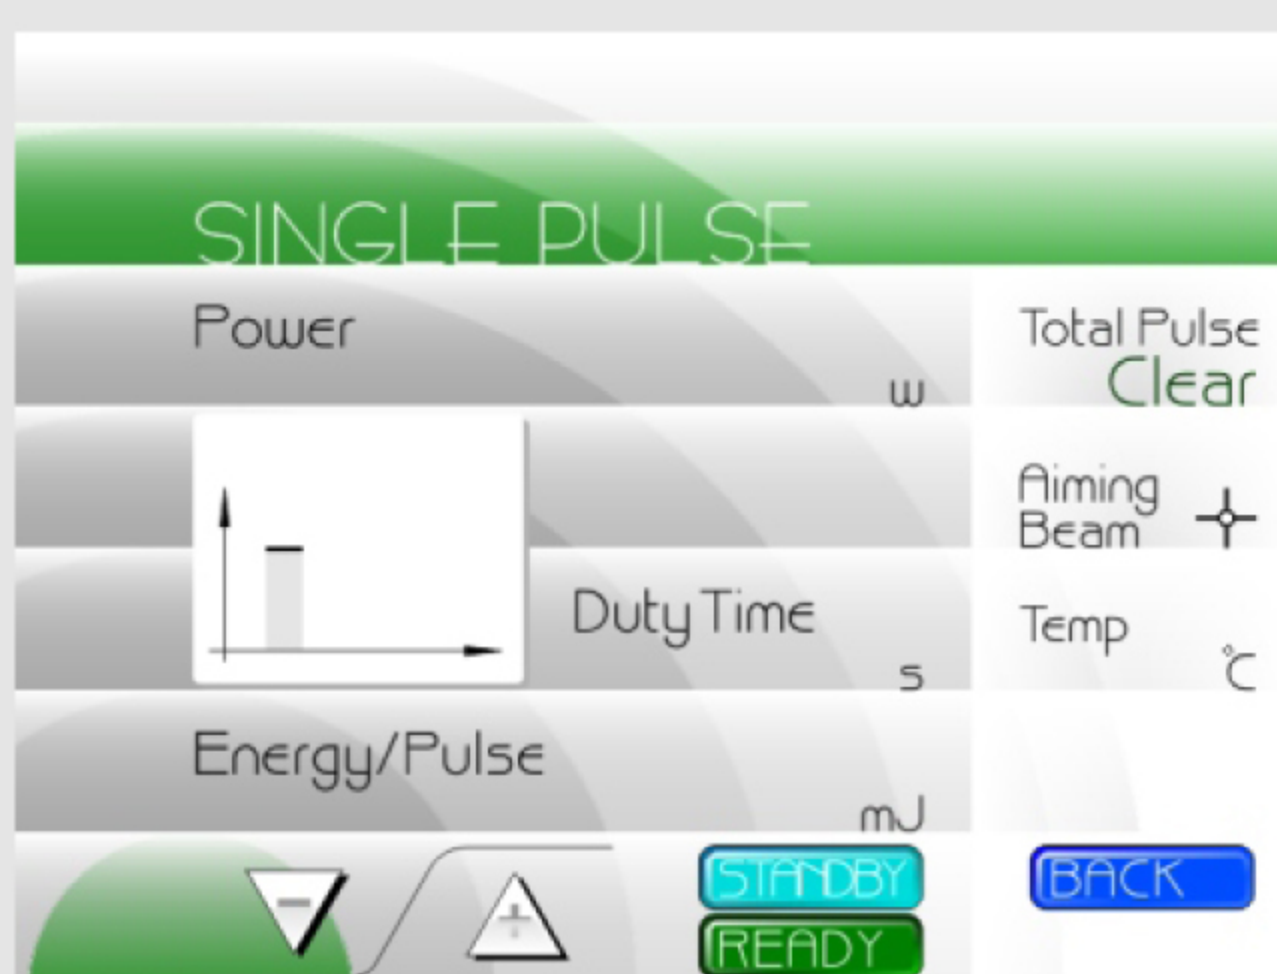 SINGLE PULSE
Power
W
Total Pulse
Clear
Aiming
Beam
Duty Time
s
Temp
°C
Energy/Pulse
mJ
-
+
STANDBY
READY
BACK